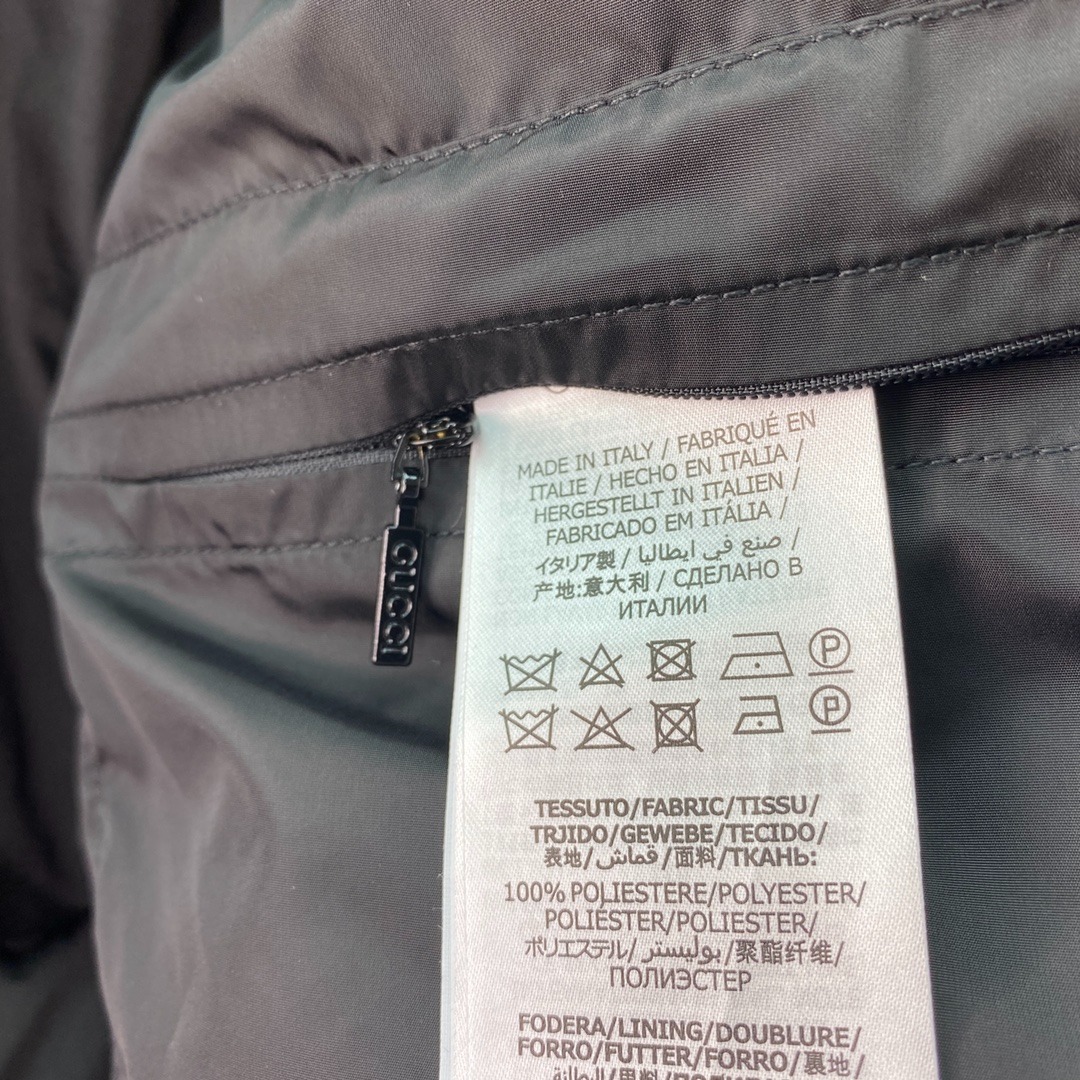 MADE IN ITALY / FABRIQUÉ EN
ITALIE / HECHO EN ITALIA /
HERGESTELLT IN ITALIEN /
FABRICADO EM ITÁLIA /
イタリア製 / صنع في ايطاليا /
产地:意大利 / СДЕЛАНО В
ИТАЛИИ
GUCCI
P
P
TESSUTO/FABRIC/TISSU/
TRJIDO/GEWEBE/TECIDO/
表地/قماش/面料/ТКАНЬ:
100% POLIESTERE/POLYESTER/
POLIÉSTER/POLIESTER/
ポリエステル/بوليستر/聚酯纤维/
ПОЛИЭСТЕР
FODERA/LINING/DOUBLURE/
FORRO/FUTTER/FORRO/裏地/